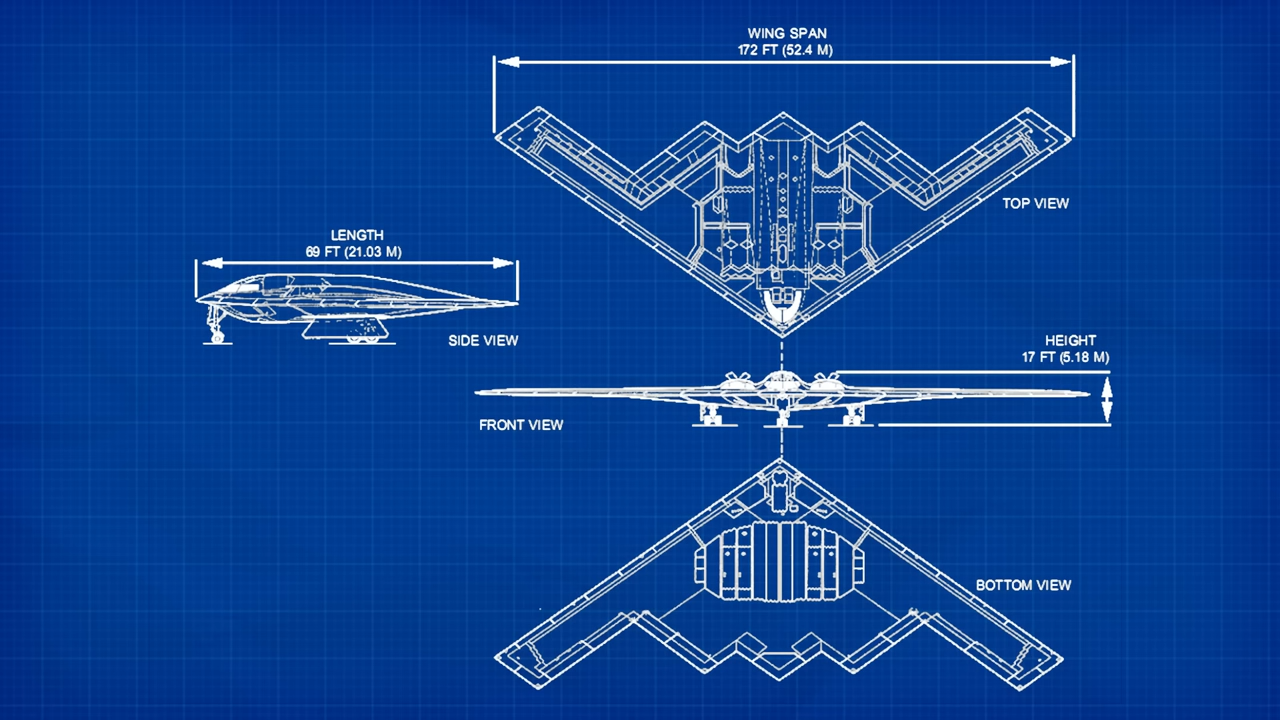 WING SPAN
172 FT (52.4 M)
TOP VIEW
LENGTH
69 FT (21.03 M)
SIDE VIEW
HEIGHT
17 FT (5.18 M)
FRONT VIEW
BOTTOM VIEW